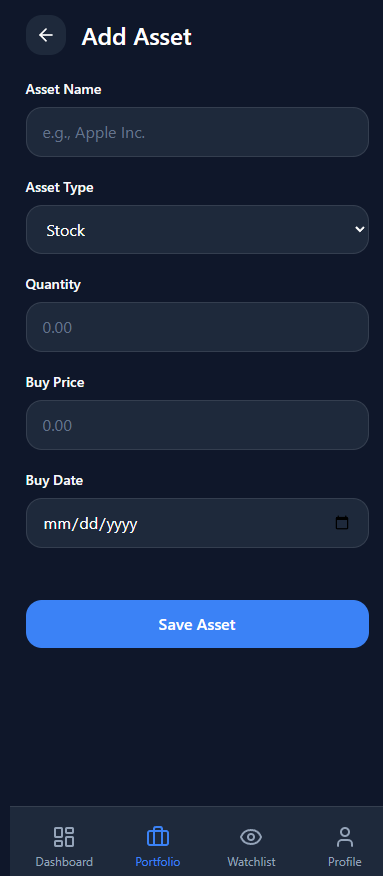 Add Asset
Asset Name
e.g., Apple Inc.
Asset Type
Stock
Quantity
0.00
Buy Price
0.00
Buy Date
mm/dd/yyyy
Save Asset
Dashboard Portfolio Watchlist Profile